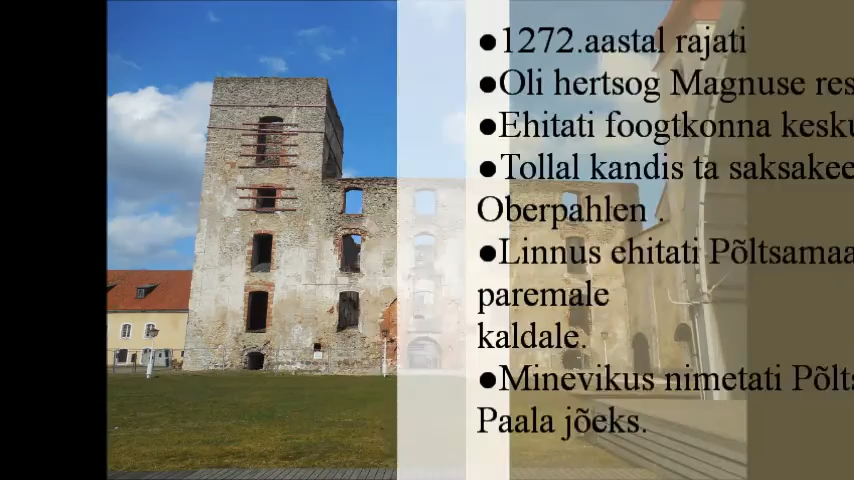 ●1272.aastal rajati
●Oli hertsog Magnuse res
●Ehitati foogtkonna kesku
●Tollal kandis ta saksakee
Oberpahlen .
●Linnus ehitati Põltsamaa
paremale
kaldale.
●Minevikus nimetati Põlts
Paala jõeks.